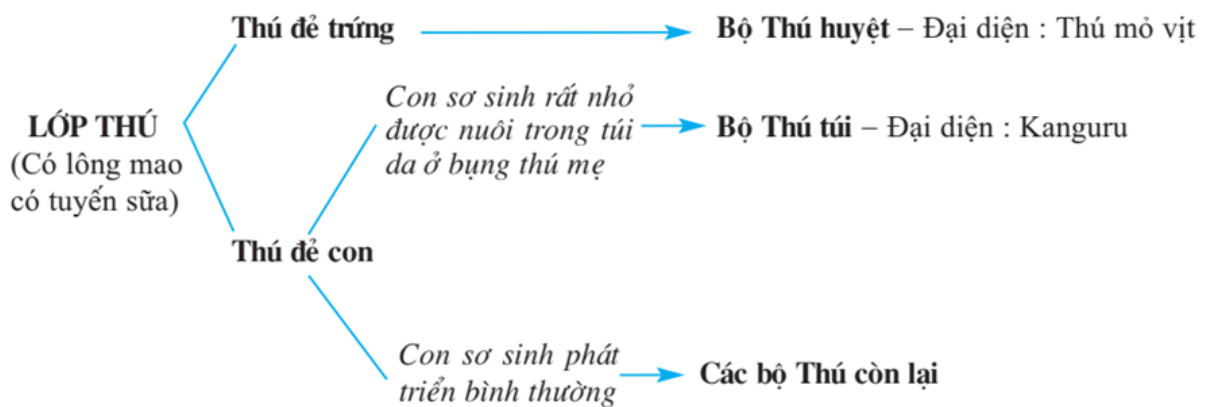 Thú đẻ trứng
Bộ Thú huyệt – Đại diện : Thú mỏ vịt
LỚP THÚ
(Có lông mao
có tuyến sữa)
Con sơ sinh rất nhỏ
được nuôi trong túi
da ở bụng thú mẹ
Bộ Thú túi – Đại diện : Kanguru
Thú đẻ con
Con sơ sinh phát
triển bình thường
Các bộ Thú còn lại